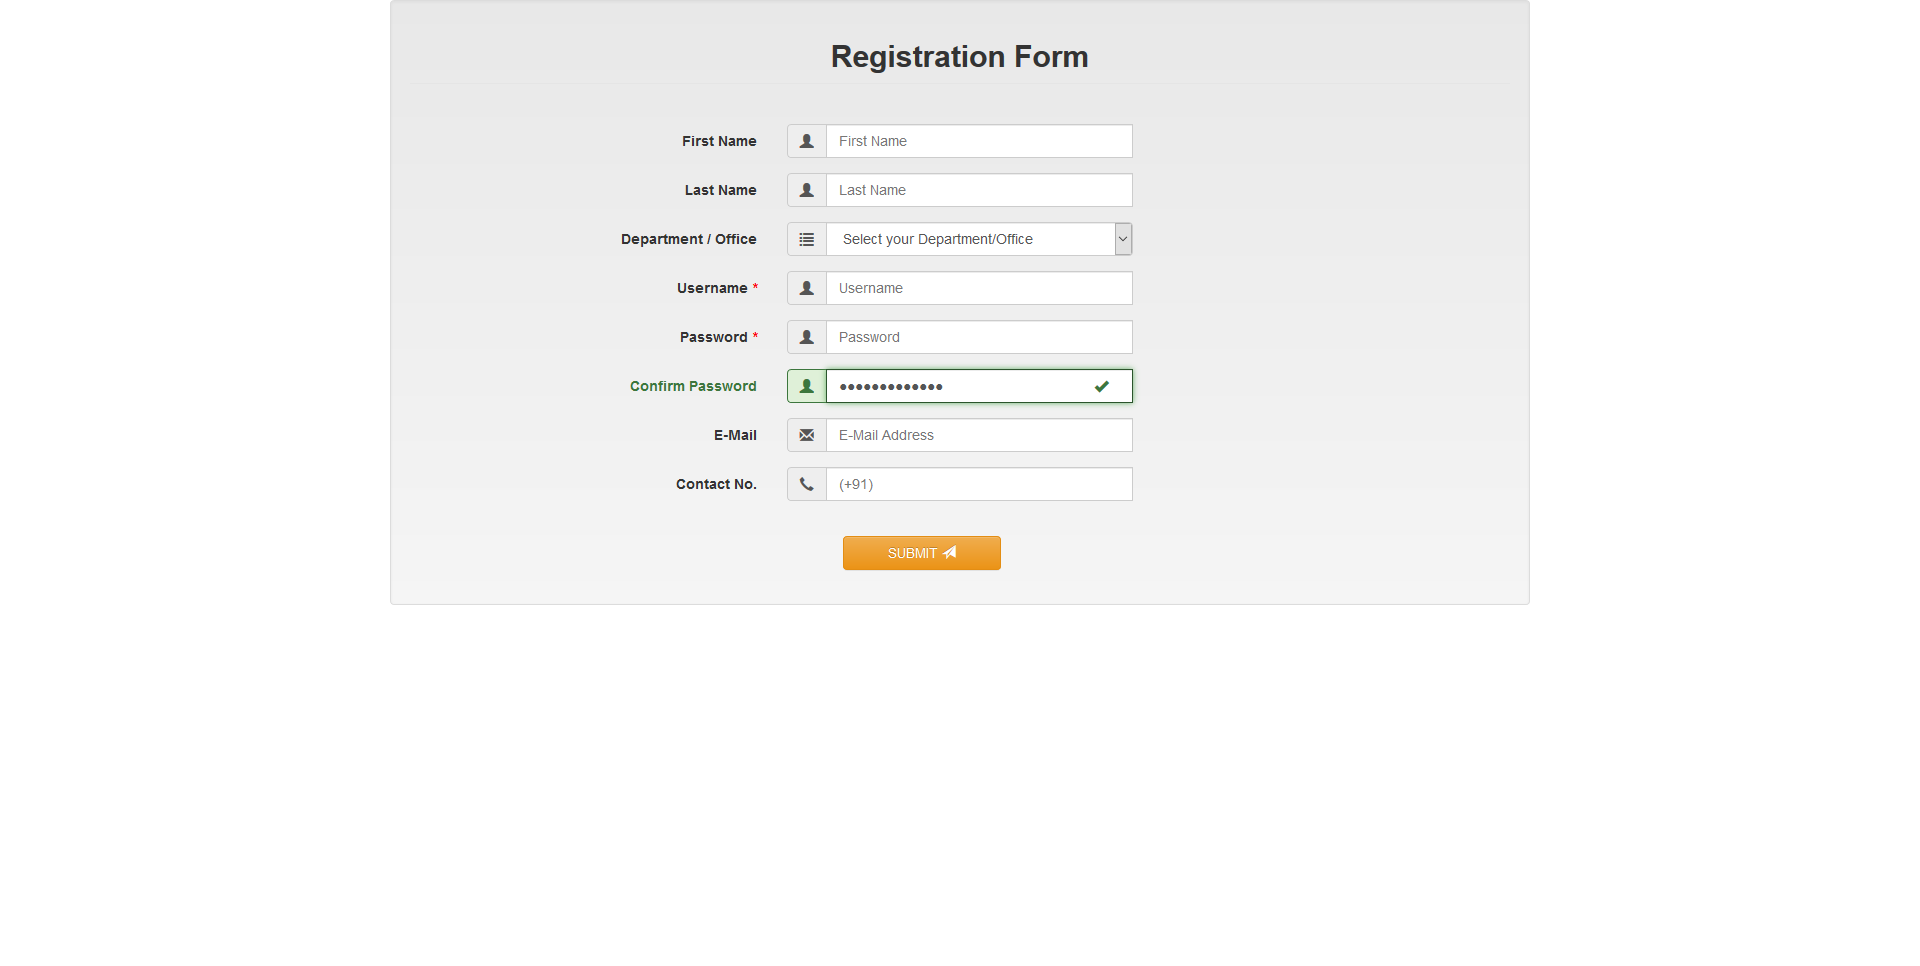 Registration Form
First Name First Name
Last Name Last Name
Department / Office Select your Department/Office
Username * Username
Password * Password
Confirm Password •••••••••••••
E-Mail E-Mail Address
Contact No. (+91)
SUBMIT